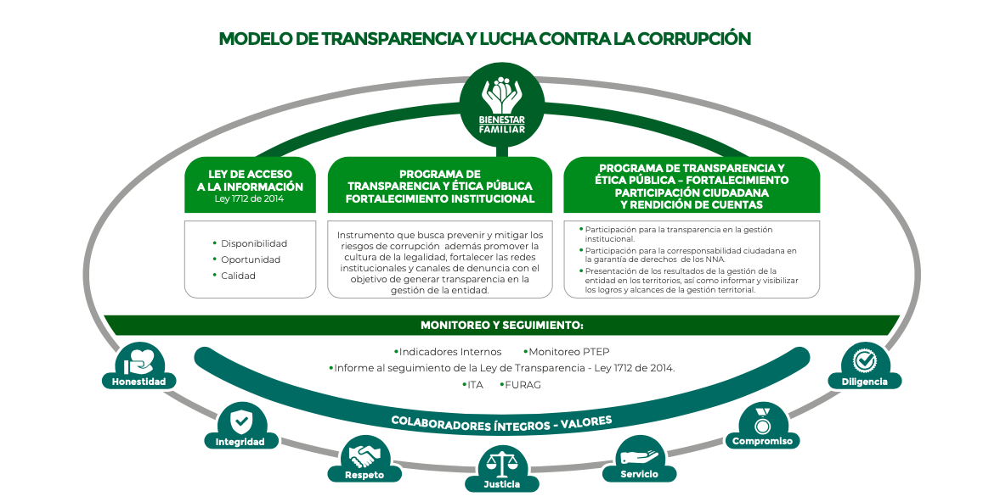 MODELO DE TRANSPARENCIA Y LUCHA CONTRA LA CORRUPCIÓN
BIENESTAR
FAMILIAR
LEY DE ACCESO
A LA INFORMACIÓN
Ley 1712 de 2014
• Disponibilidad
• Oportunidad
• Calidad
PROGRAMA DE
TRANSPARENCIA Y ÉTICA PÚBLICA
FORTALECIMIENTO INSTITUCIONAL
Instrumento que busca prevenir y mitigar los
riesgos de corrupción además promover la
cultura de la legalidad, fortalecer las redes
institucionales y canales de denuncia con el
objetivo de generar transparencia en la
gestión de la entidad.
PROGRAMA DE TRANSPARENCIA Y
ÉTICA PÚBLICA – FORTALECIMIENTO
PARTICIPACIÓN CIUDADANA
Y RENDICIÓN DE CUENTAS
• Participación para la transparencia en la gestión
institucional.
• Participación para la corresponsabilidad ciudadana en
la garantía de derechos de los NNA.
• Presentación de los resultados de la gestión de la
entidad en los territorios, así como informar y visibilizar
los logros y alcances de la gestión territorial.
MONITOREO Y SEGUIMIENTO:
•Indicadores Internos •Monitoreo PTEP
•Informe al seguimiento de la Ley de Transparencia - Ley 1712 de 2014.
•ITA •FURAG
COLABORADORES ÍNTEGROS – VALORES
Honestidad
Integridad
Respeto
Justicia
Servicio
Compromiso
Diligencia